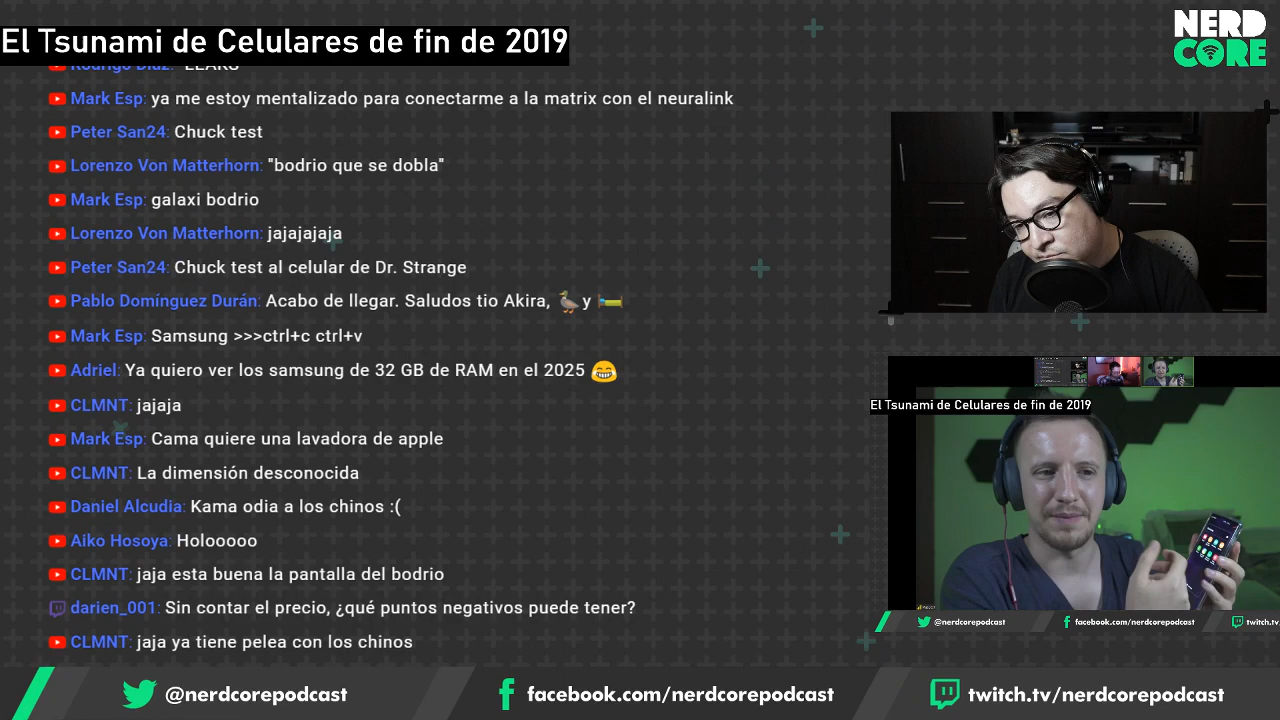 El Tsunami de Celulares de fin de 2019
NERD
CORE
Rodrigo Diaz: LEAKS
Mark Esp: ya me estoy mentalizado para conectarme a la matrix con el neuralink
Peter San24: Chuck test
Lorenzo Von Matterhorn: "bodrio que se dobla"
Mark Esp: galaxi bodrio
Lorenzo Von Matterhorn: jajajajaja
Peter San24: Chuck test al celular de Dr. Strange
Pablo Domínguez Durán: Acabo de llegar. Saludos tio Akira, 🦆y 🛏️
Mark Esp: Samsung >>>ctrl+c ctrl+v
Adriel: Ya quiero ver los samsung de 32 GB de RAM en el 2025 😂
CLMNT: jajaja
Mark Esp: Cama quiere una lavadora de apple
CLMNT: La dimensión desconocida
Daniel Alcudia: Kama odia a los chinos :(
Aiko Hosoya: Holooooo
CLMNT: jaja esta buena la pantalla del bodrio
darien_001: Sin contar el precio, ¿qué puntos negativos puede tener?
CLMNT: jaja ya tiene pelea con los chinos
El Tsunami de Celulares de fin de 2019
@nerdcorepodcast
facebook.com/nerdcorepodcast
twitch.tv
@nerdcorepodcast
facebook.com/nerdcorepodcast
twitch.tv/nerdcorepodcast